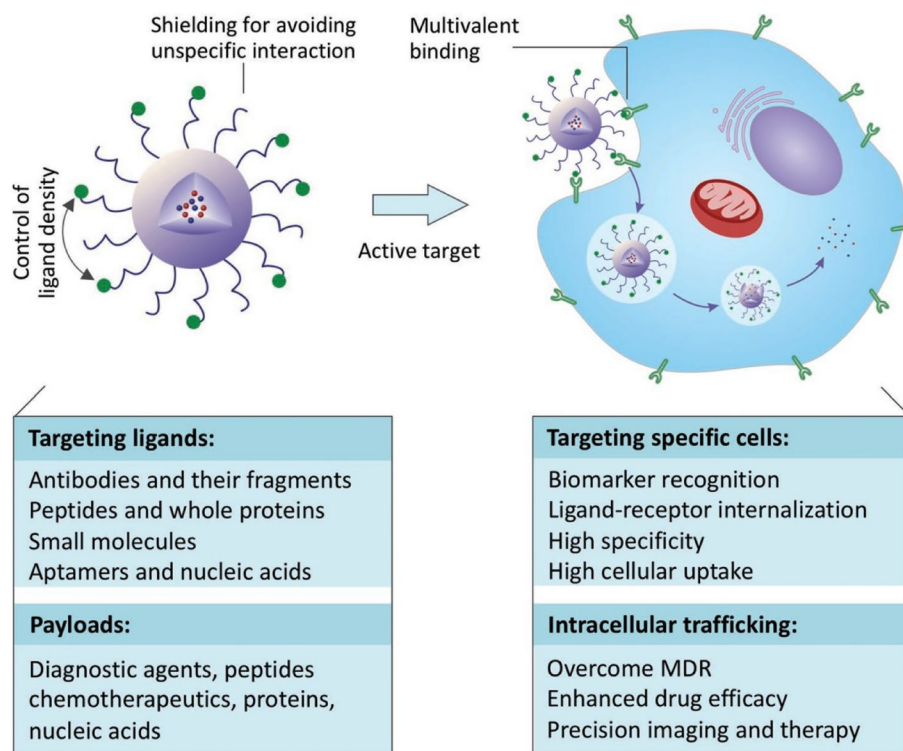 Shielding for avoiding
unspecific interaction
Multivalent
binding
Control of
ligand density
Active target
Targeting ligands:
Antibodies and their fragments
Peptides and whole proteins
Small molecules
Aptamers and nucleic acids
Payloads:
Diagnostic agents, peptides
chemotherapeutics, proteins,
nucleic acids
Targeting specific cells:
Biomarker recognition
Ligand-receptor internalization
High specificity
High cellular uptake
Intracellular trafficking:
Overcome MDR
Enhanced drug efficacy
Precision imaging and therapy